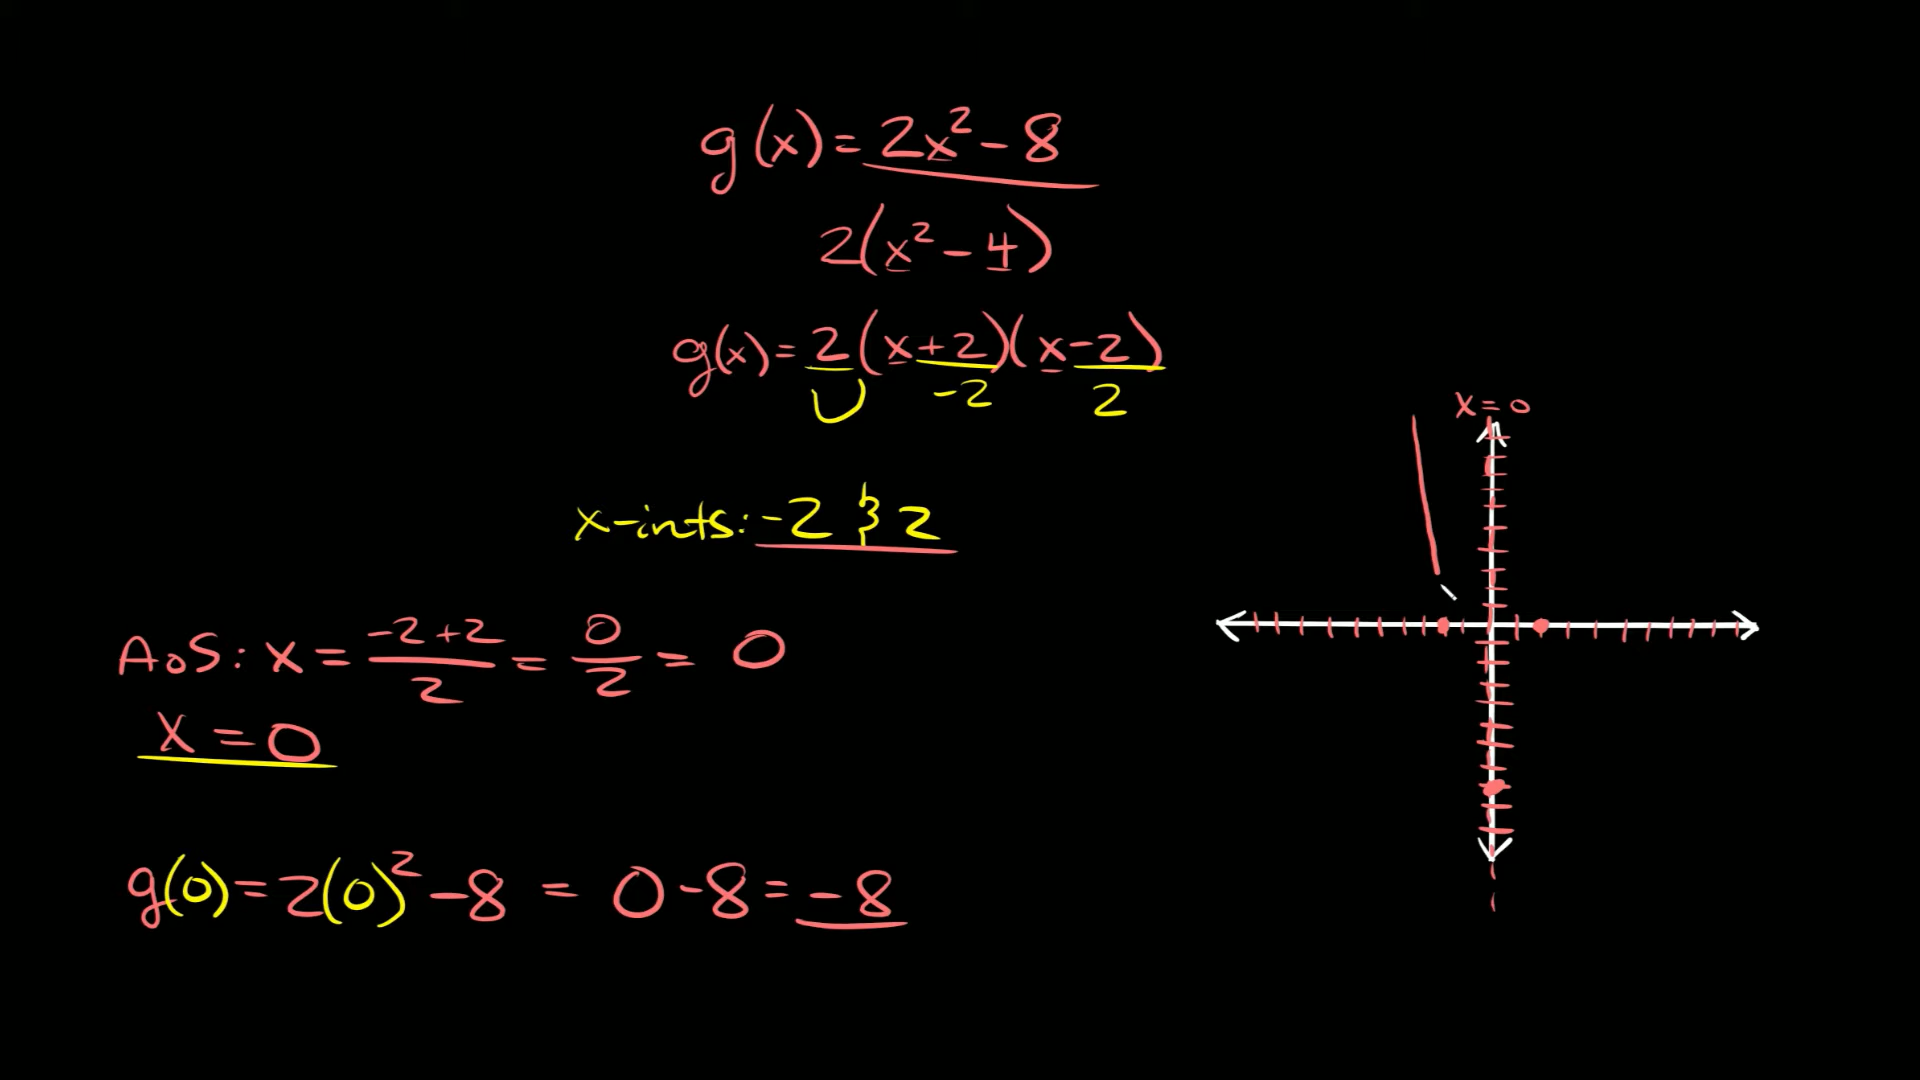 g(x) = 2x² - 8
2(x² - 4)
g(x) = 2(x+2)(x-2)
-2 2
x-ints: -2 & 2
x = 0
AoS: x = (-2+2)/2 = 0/2 = 0
x = 0
g(0) = 2(0)² - 8 = 0 - 8 = -8